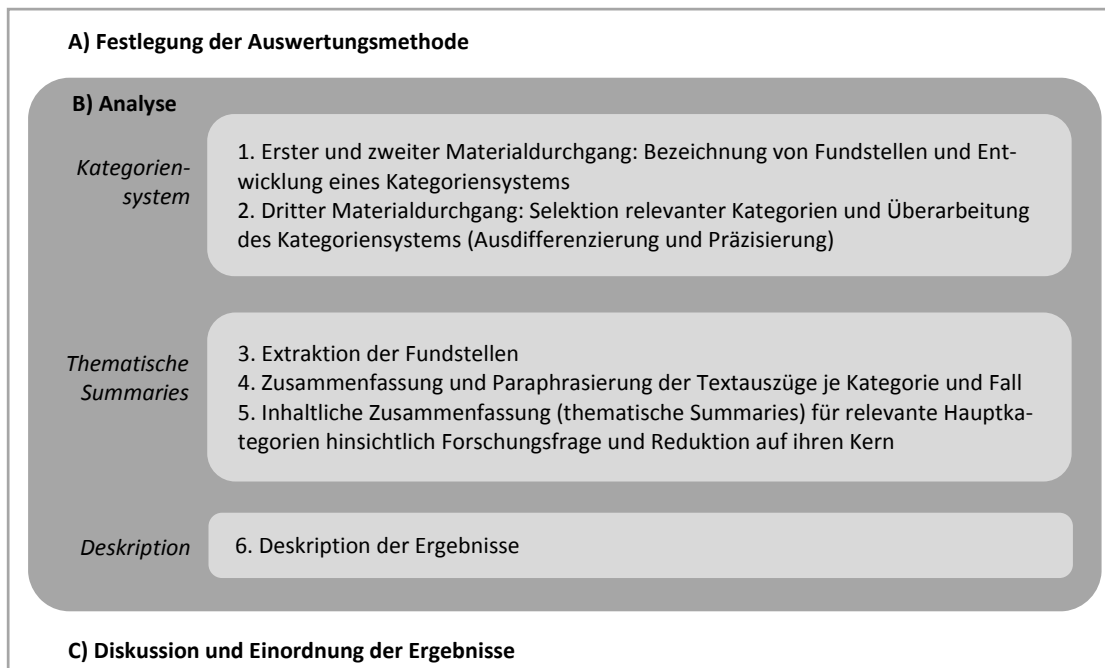 A) Festlegung der Auswertungsmethode
B) Analyse
Kategorien-
system
1. Erster und zweiter Materialdurchgang: Bezeichnung von Fundstellen und Ent-
wicklung eines Kategoriensystems
2. Dritter Materialdurchgang: Selektion relevanter Kategorien und Überarbeitung
des Kategoriensystems (Ausdifferenzierung und Präzisierung)
Thematische
Summaries
3. Extraktion der Fundstellen
4. Zusammenfassung und Paraphrasierung der Textauszüge je Kategorie und Fall
5. Inhaltliche Zusammenfassung (thematische Summaries) für relevante Hauptka-
tegorien hinsichtlich Forschungsfrage und Reduktion auf ihren Kern
Deskription
6. Deskription der Ergebnisse
C) Diskussion und Einordnung der Ergebnisse